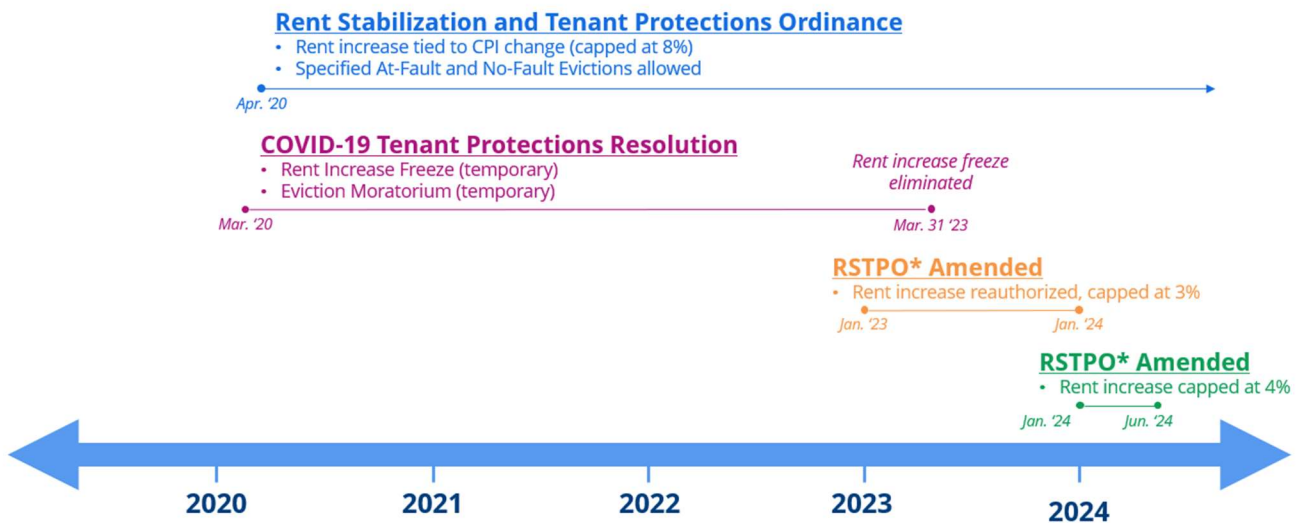 Rent Stabilization and Tenant Protections Ordinance
• Rent increase tied to CPI change (capped at 8%)
• Specified At-Fault and No-Fault Evictions allowed
Apr. ‘20
COVID-19 Tenant Protections Resolution
• Rent Increase Freeze (temporary)
• Eviction Moratorium (temporary)
Rent increase freeze
eliminated
Mar. ‘20
Mar. 31 ‘23
RSTPO* Amended
• Rent increase reauthorized, capped at 3%
Jan. ‘23
Jan. ‘24
RSTPO* Amended
• Rent increase capped at 4%
Jan. ‘24
Jun. ‘24
2020
2021
2022
2023
2024